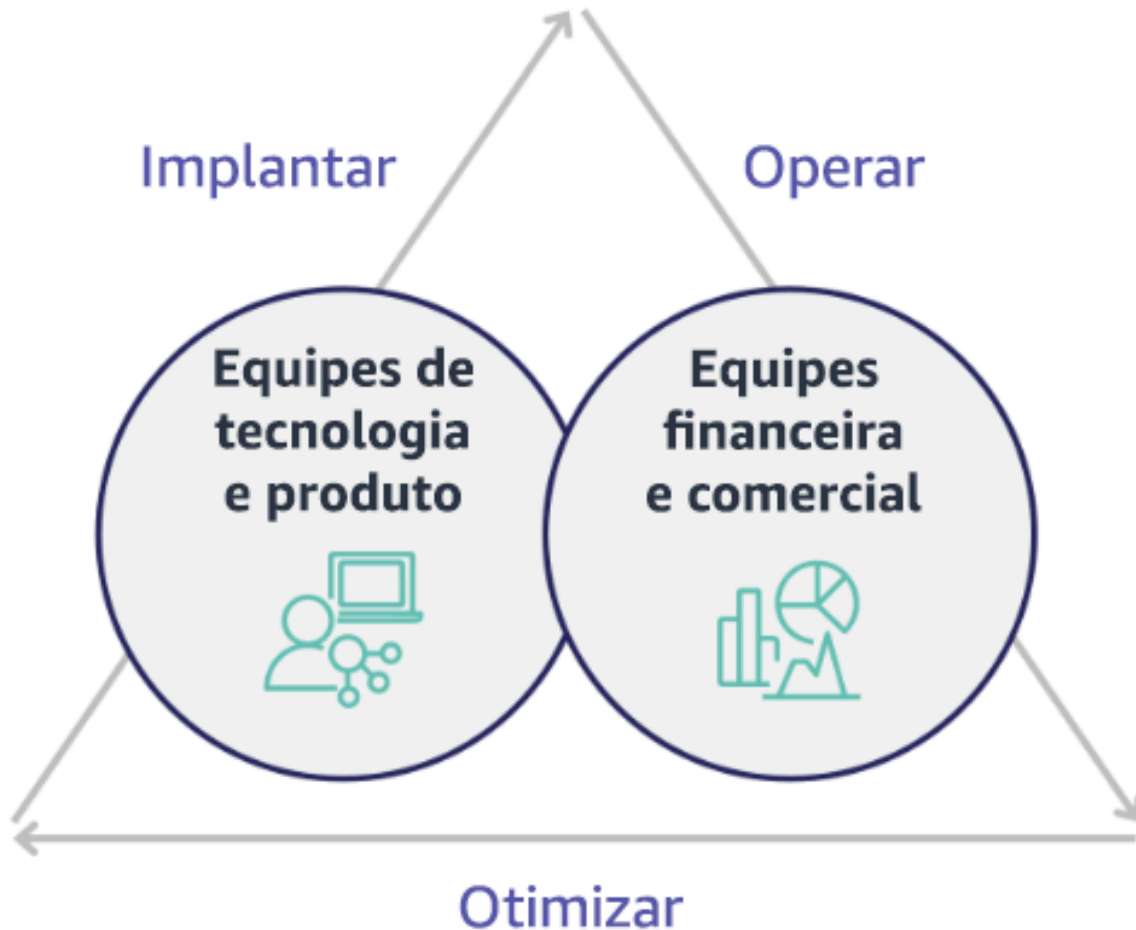 Implantar
Operar
Equipes de
tecnologia
e produto
Equipes
financeira
e comercial
Otimizar